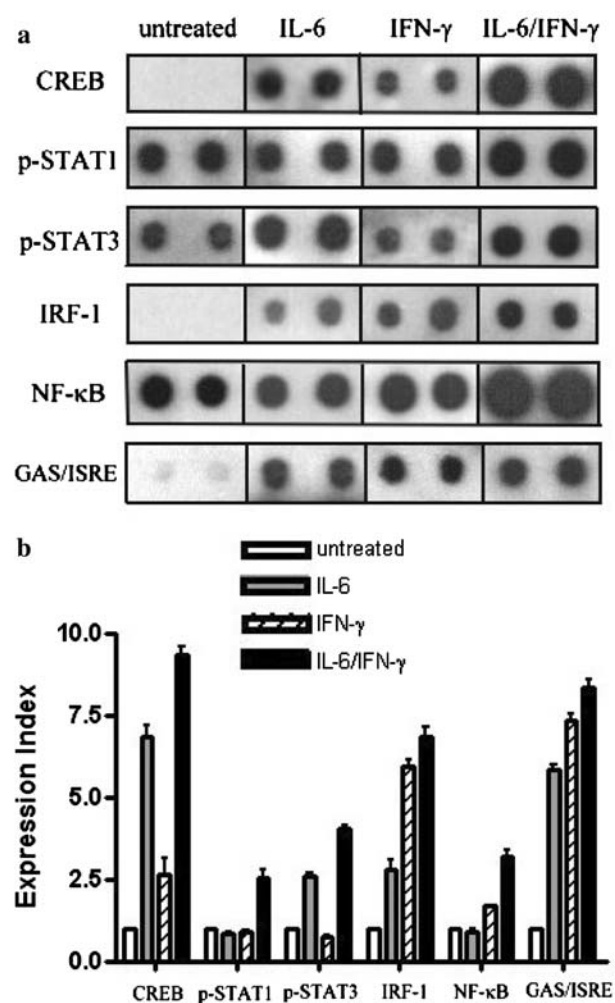 a
untreated IL-6 IFN-γ IL-6/IFN-γ
CREB
p-STAT1
p-STAT3
IRF-1
NF-κB
GAS/ISRE
b
untreated
IL-6
IFN-γ
IL-6/IFN-γ
10.0
7.5
5.0
2.5
0.0
Expression Index
CREB p-STAT1 p-STAT3 IRF-1 NF-κB GAS/ISRE